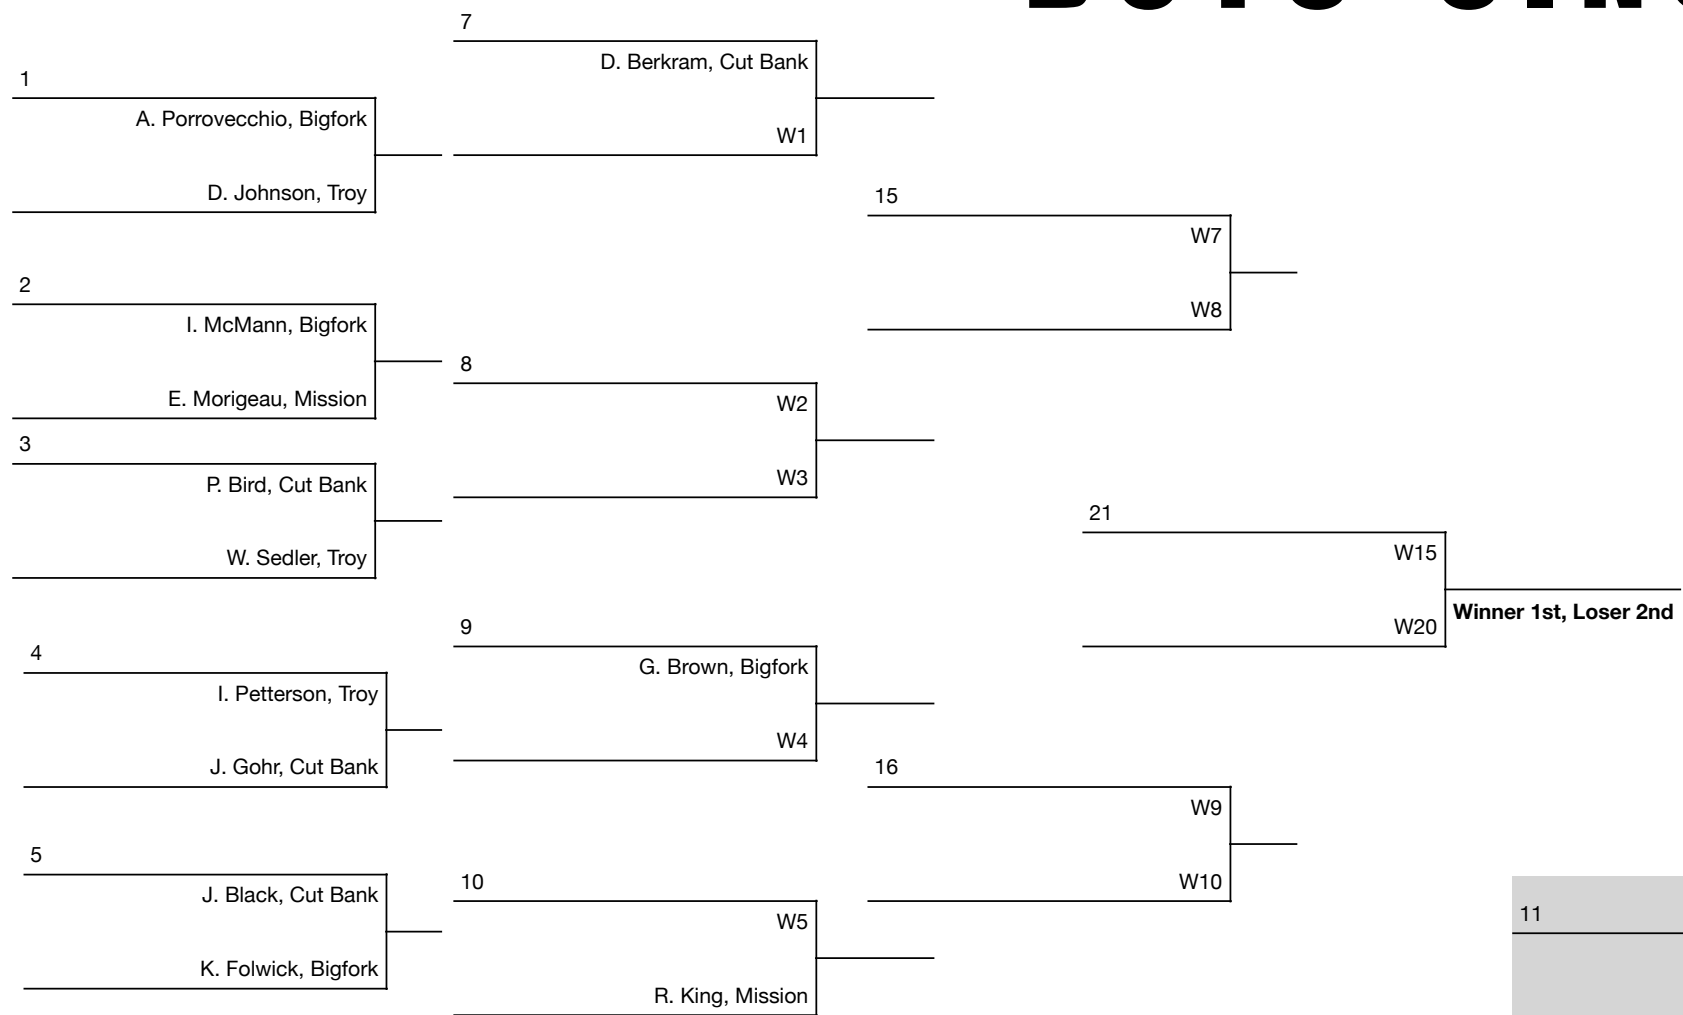 7
D. Berkram, Cut Bank
W1
1
A. Porrovecchio, Bigfork
D. Johnson, Troy
15
W7
W8
2
I. McMann, Bigfork
E. Morigeau, Mission
8
W2
W3
3
P. Bird, Cut Bank
W. Sedler, Troy
21
W15
W20
Winner 1st, Loser 2nd
4
I. Petterson, Troy
J. Gohr, Cut Bank
9
G. Brown, Bigfork
W4
16
W9
W10
5
J. Black, Cut Bank
K. Folwick, Bigfork
10
W5
R. King, Mission
11